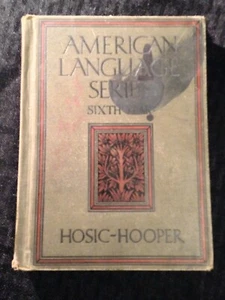 AMERICAN
LANGUAGE
SERIES
SIXTH
HOSIC-HOOPER